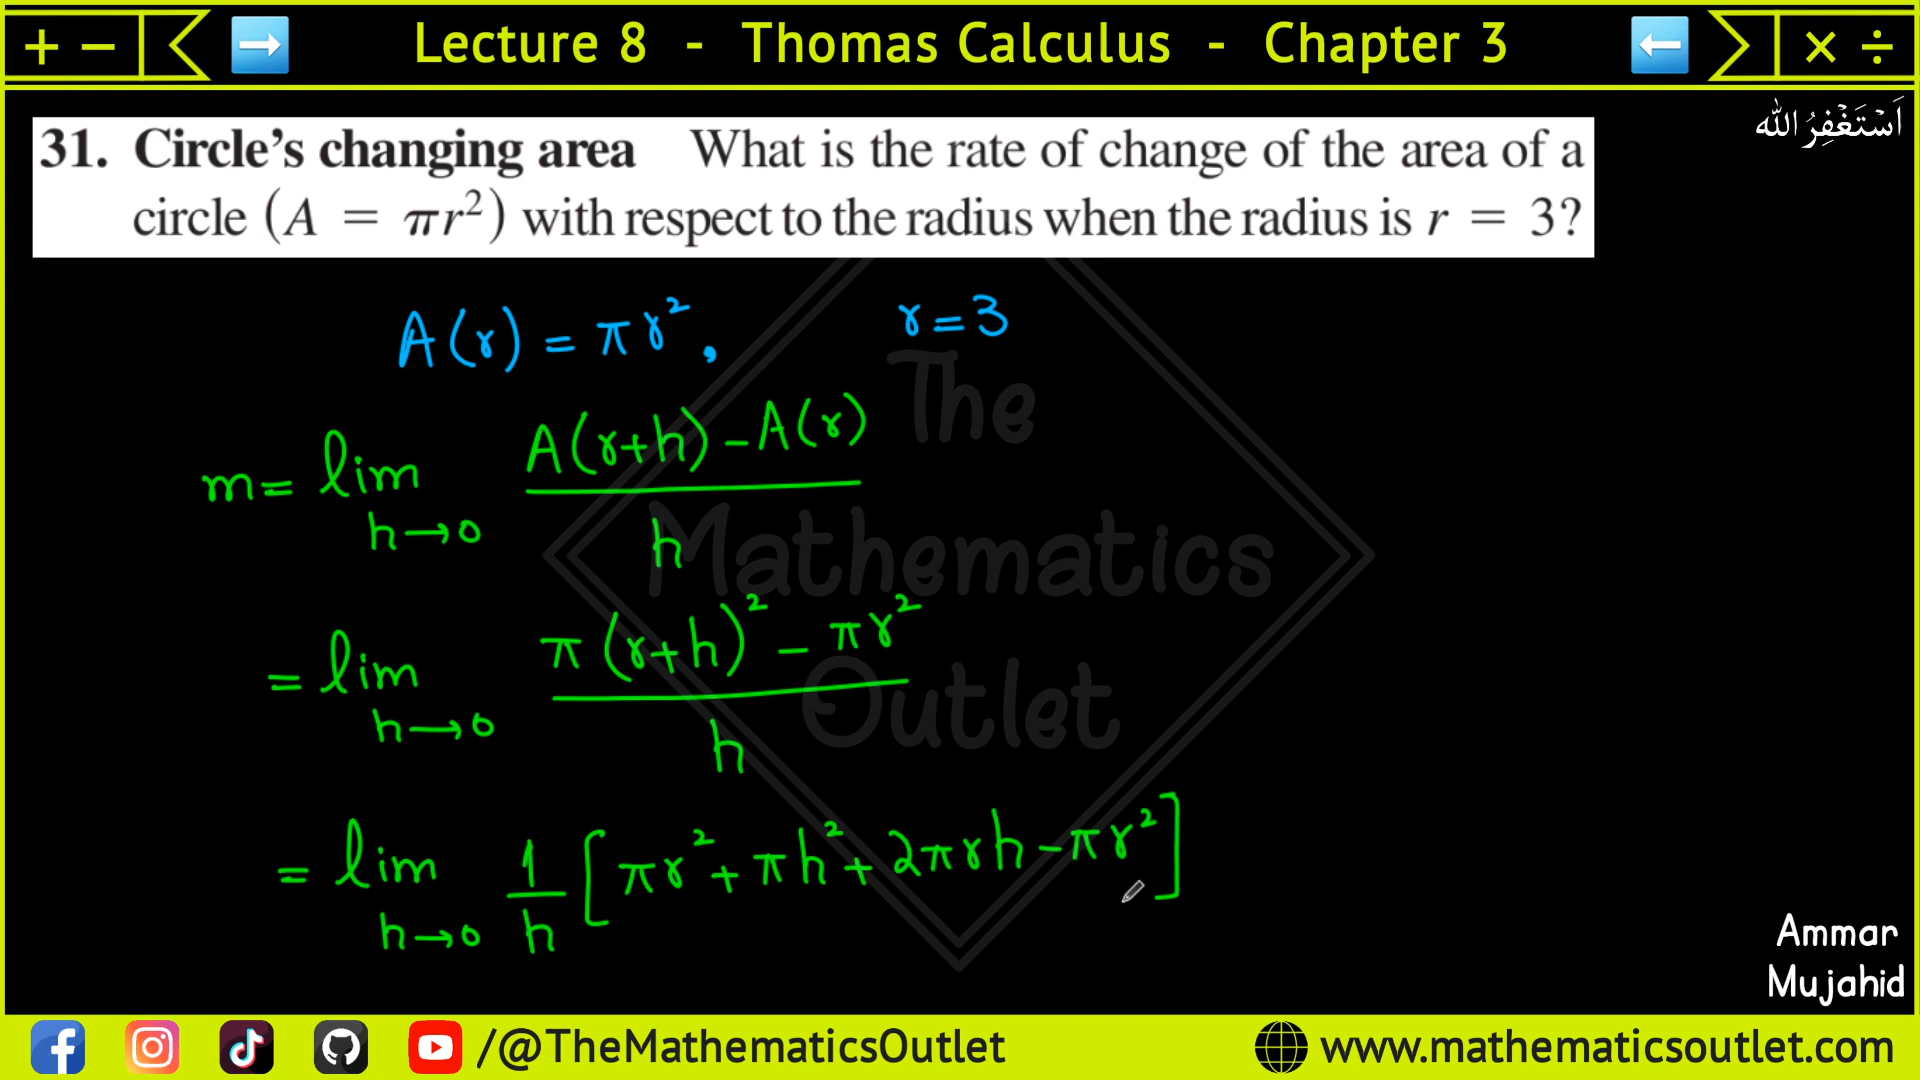 + − ➡ Lecture 8 - Thomas Calculus - Chapter 3 ⬅ × ÷
أَسْتَغْفِرُ اللّٰه
31. Circle's changing area What is the rate of change of the area of a
circle (A = πr²) with respect to the radius when the radius is r = 3?
A(r) = πr², r=3
m = lim h→0 (A(r+h) - A(r)) / h
= lim h→0 (π(r+h)² - πr²) / h
= lim h→0 1/h [πr² + πh² + 2πrh - πr²]
The
Mathematics
Outlet
Ammar
Mujahid
/@TheMathematicsOutlet www.mathematicsoutlet.com